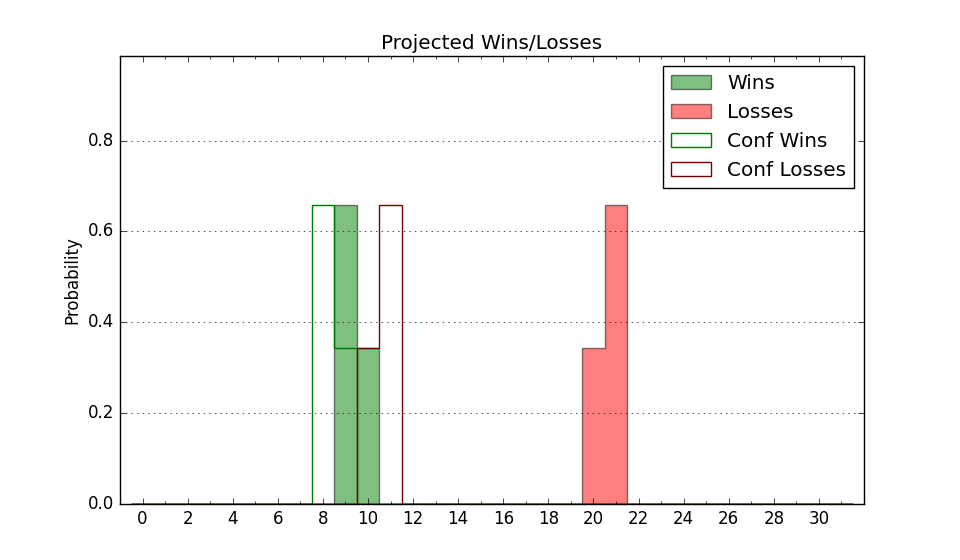 Projected Wins/Losses
Wins
Losses
Conf Wins
Conf Losses
Probability
0.8
0.6
0.4
0.2
0.0
0 2 4 6 8 10 12 14 16 18 20 22 24 26 28 30